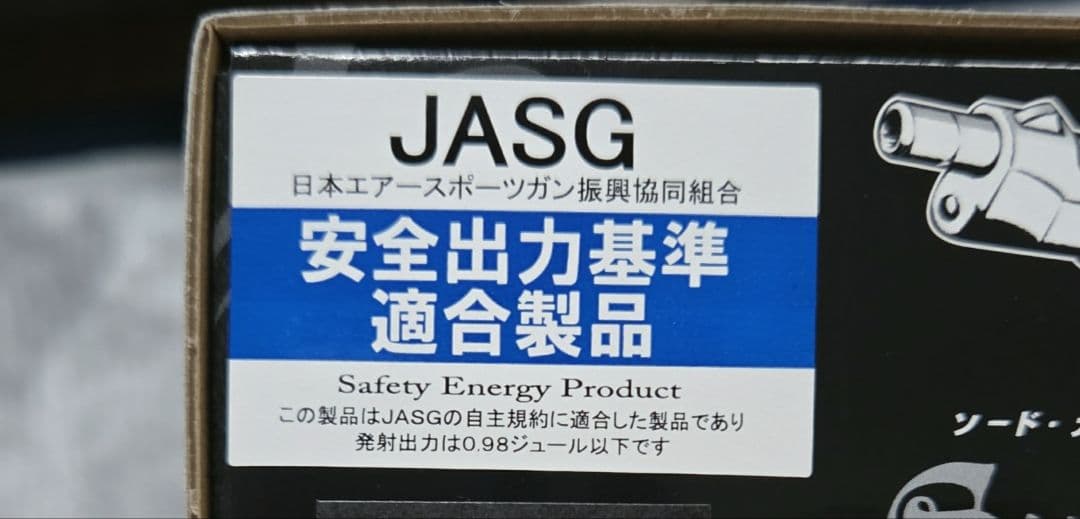 JASG
日本エアースポーツガン振興協同組合
安全出力基準
適合製品
Safety Energy Product
この製品はJASGの自主規約に適合した製品であり
発射出力は0.98ジュール以下です
ソード・